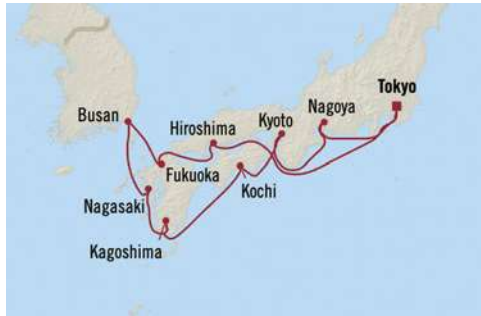 Tokyo
Busan
Nagoya
Kyoto
Hiroshima
Fukuoka
Kochi
Nagasaki
Kagoshima